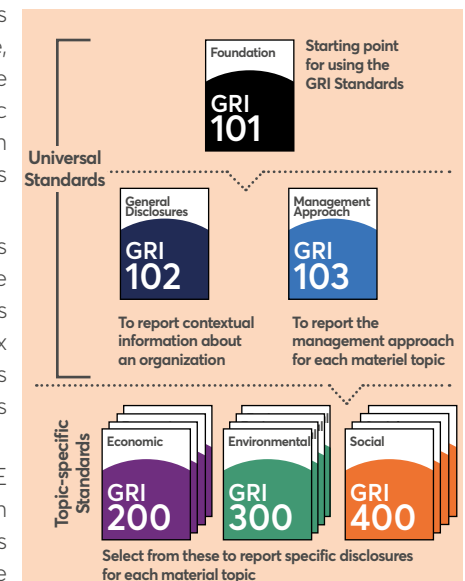 s
e,
e
c
n
s
s
e
s
x
s
s
E
n
s
e
Foundation
GRI
101
Starting point
for using the
GRI Standards
Universal
Standards
General
Disclosures
GRI
102
Management
Approach
GRI
103
To report contextual
information about
an organization
To report the
management approach
for each materiel topic
Topic-specific
Standards
Economic
GRI
200
Environmental
GRI
300
Social
GRI
400
Select from these to report specific disclosures
for each material topic